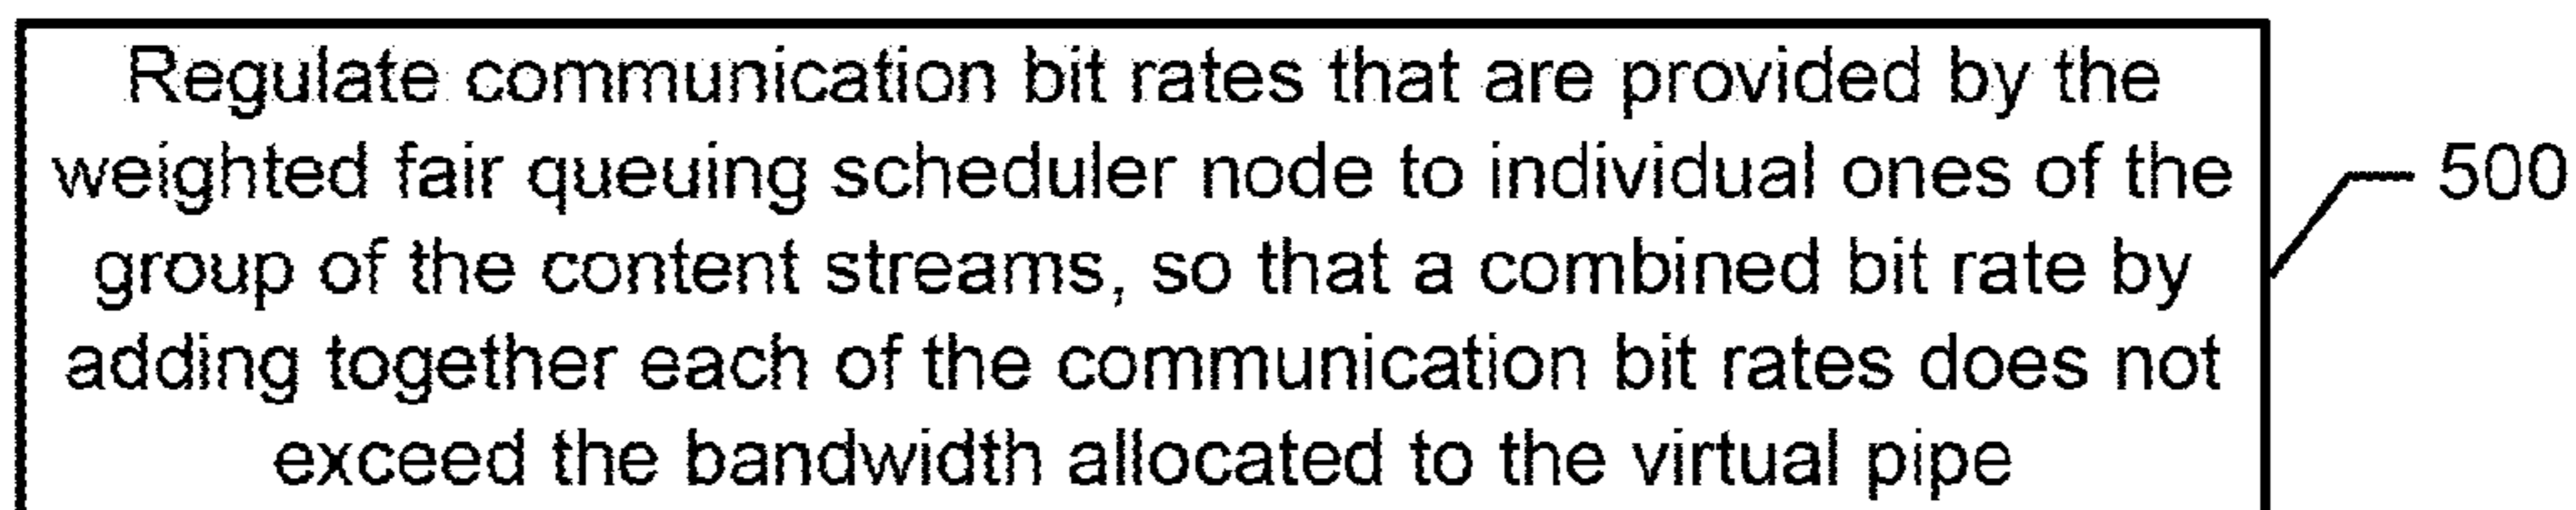 Regulate communication bit rates that are provided by the
weighted fair queuing scheduler node to individual ones of the
group of the content streams, so that a combined bit rate by
adding together each of the communication bit rates does not
exceed the bandwidth allocated to the virtual pipe
500